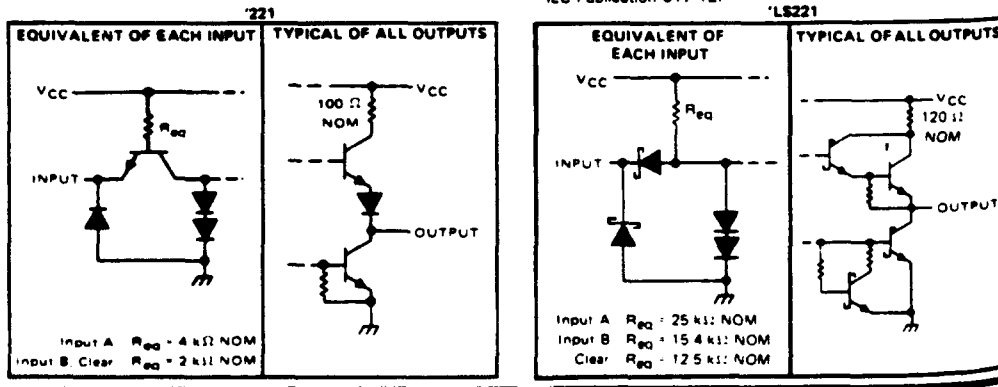 '221
EQUIVALENT OF EACH INPUT
VCC
Req
INPUT
Input A Req = 4 kΩ NOM
Input B, Clear Req = 2 kΩ NOM
TYPICAL OF ALL OUTPUTS
VCC
100 Ω
NOM
OUTPUT
'LS221
EQUIVALENT OF
EACH INPUT
VCC
Req
INPUT
Input A Req = 25 kΩ NOM
Input B Req = 15.4 kΩ NOM
Clear Req = 12.5 kΩ NOM
TYPICAL OF ALL OUTPUTS
VCC
120 Ω
NOM
OUTPUT